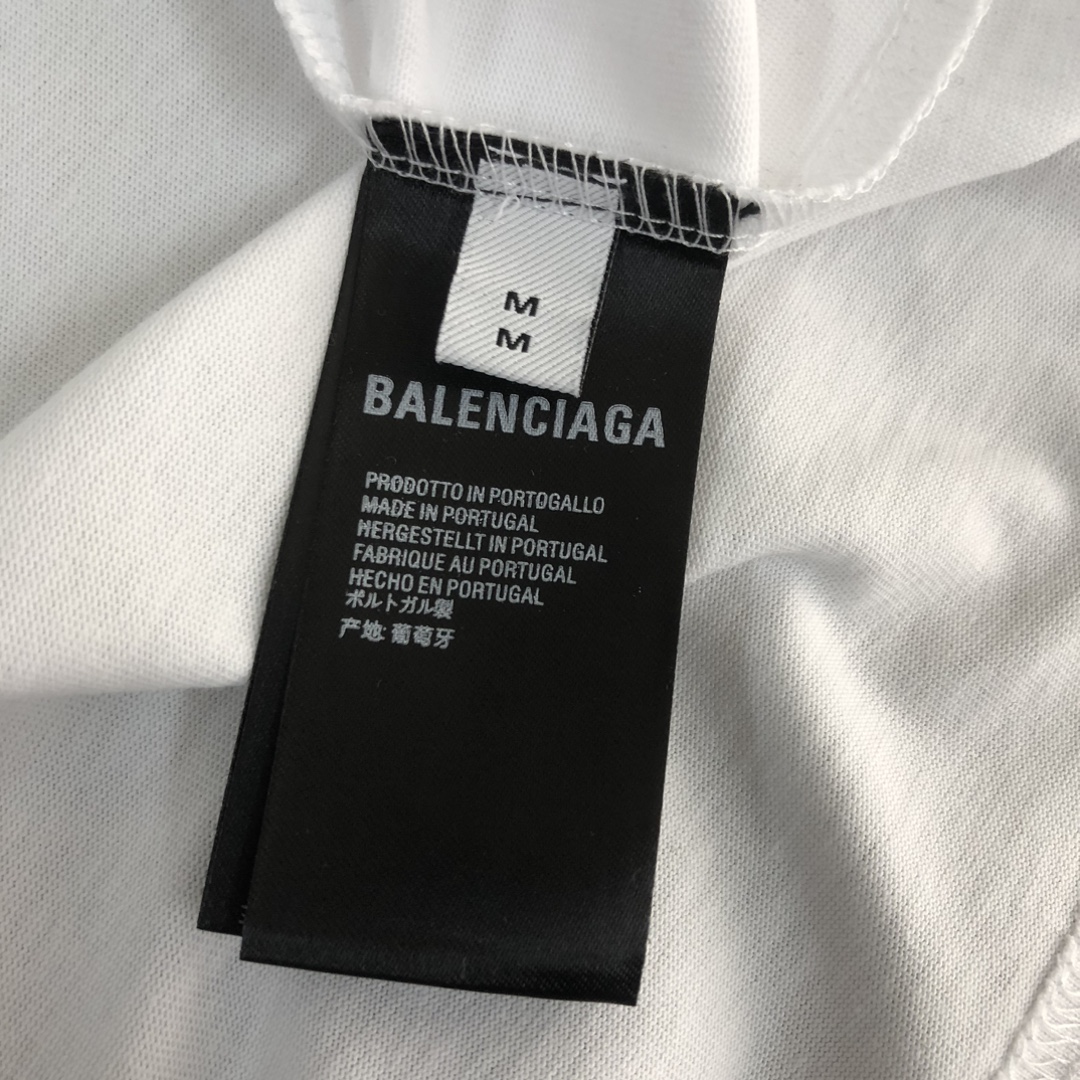 M
M
BALENCIAGA
PRODOTTO IN PORTOGALLO
MADE IN PORTUGAL
HERGESTELLT IN PORTUGAL
FABRIQUE AU PORTUGAL
HECHO EN PORTUGAL
ポルトガル製
产地: 葡萄牙